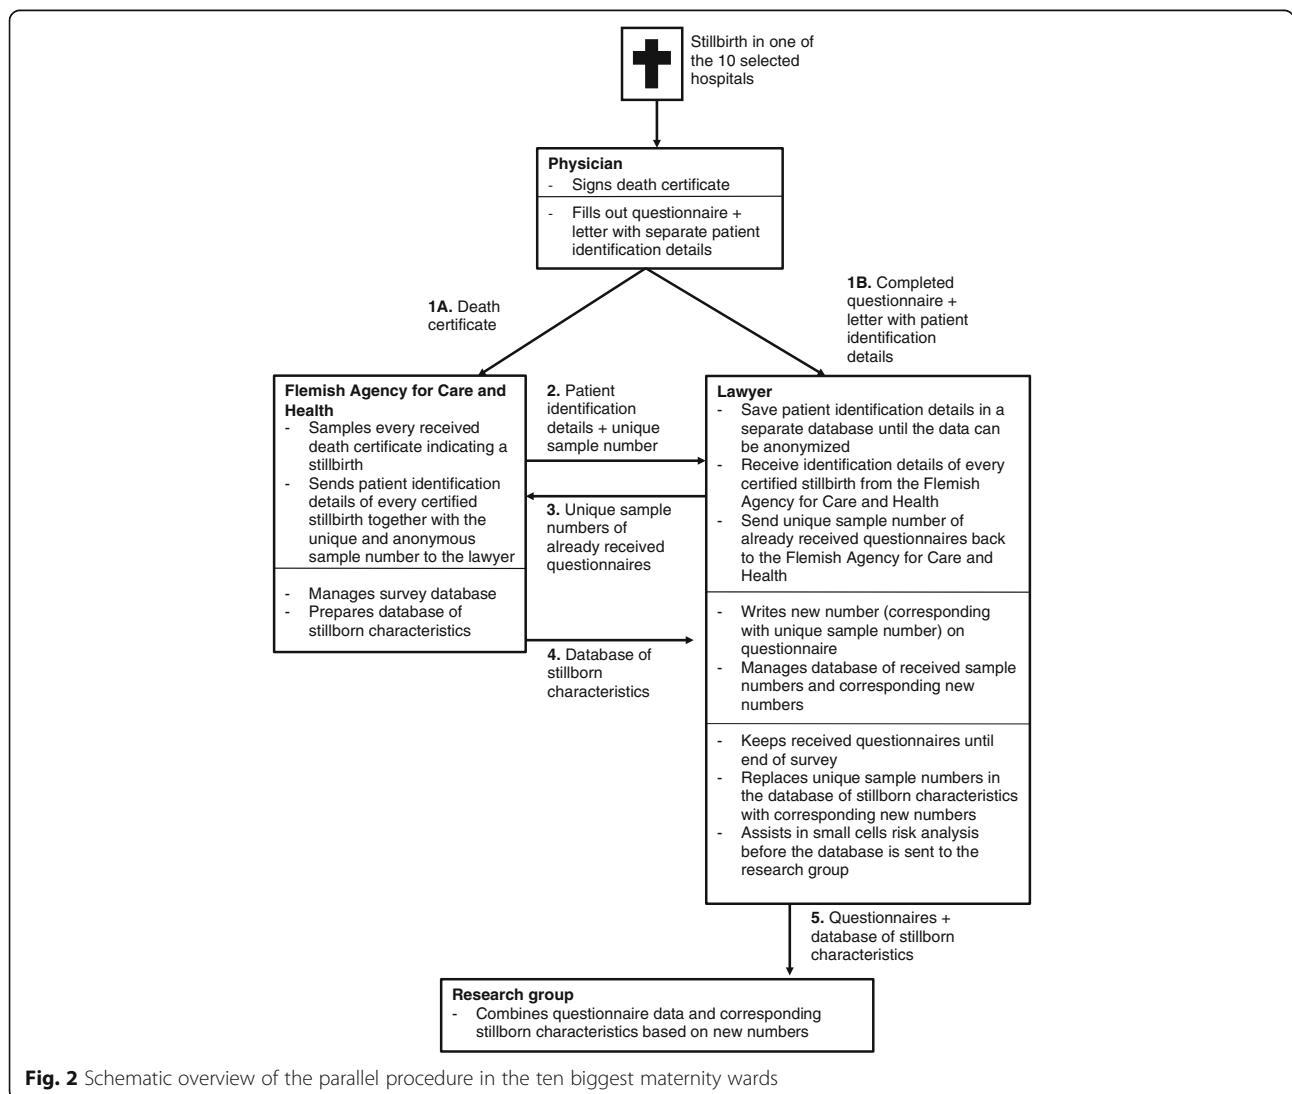 Stillbirth in one of
the 10 selected
hospitals
Physician
- Signs death certificate
- Fills out questionnaire +
letter with separate patient
identification details
1A. Death
certificate
1B. Completed
questionnaire +
letter with patient
identification
details
Flemish Agency for Care and
Health
- Samples every received
death certificate indicating a
stillbirth
- Sends patient identification
details of every certified
stillbirth together with the
unique and anonymous
sample number to the lawyer
- Manages survey database
- Prepares database of
stillborn characteristics
2. Patient
identification
details + unique
sample number
3. Unique sample
numbers of
already received
questionnaires
4. Database of
stillborn
characteristics
Lawyer
- Save patient identification details in a
separate database until the data can
be anonymized
- Receive identification details of every
certified stillbirth from the Flemish
Agency for Care and Health
- Send unique sample number of
already received questionnaires back
to the Flemish Agency for Care and
Health
- Writes new number (corresponding
with unique sample number) on
questionnaire
- Manages database of received sample
numbers and corresponding new
numbers
- Keeps received questionnaires until
end of survey
- Replaces unique sample numbers in
the database of stillborn characteristics
with corresponding new numbers
- Assists in small cells risk analysis
before the database is sent to the
research group
5. Questionnaires +
database of stillborn
characteristics
Research group
- Combines questionnaire data and corresponding
stillborn characteristics based on new numbers
Fig. 2 Schematic overview of the parallel procedure in the ten biggest maternity wards